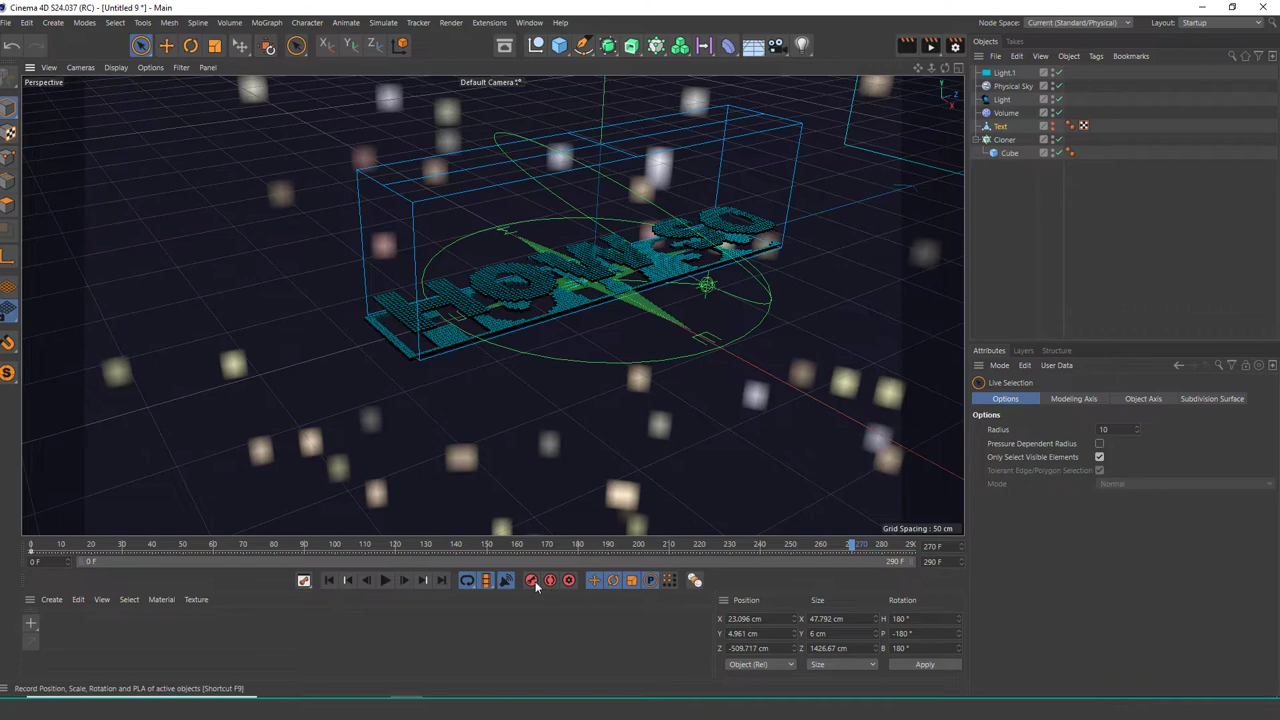 Cinema 4D S24.037 (RC) - [Untitled 9 *] - Main
File Edit Create Modes Select Tools Mesh Spline Volume MoGraph Character Animate Simulate Tracker Render Extensions Window Help
Node Space: Current (Standard/Physical) Layout: Startup
Objects Takes
View Cameras Display Options Filter Panel
File Edit View Object Tags Bookmarks
Perspective
Default Camera
Light.1
Physical Sky
Light
Volume
Text
Cloner
Cube
Attributes Layers Structure
Mode Edit User Data
Live Selection
Options Modeling Axis Object Axis Subdivision Surface
Options
Radius 10
Pressure Dependent Radius
Only Select Visible Elements
Tolerant Edge/Polygon Selection
Mode Normal
Grid Spacing : 50 cm
0 10 20 30 40 50 60 70 80 90 100 110 120 130 140 150 160 170 180 190 200 210 220 230 240 250 260 270 280 290 270 F
0 F 0 F 290 F 290 F
Create Edit View Select Material Texture
Position Size Rotation
X 23.096 cm X 47.792 cm H 180 °
Y 4.961 cm Y 6 cm P -180 °
Z -509.717 cm Z 1426.67 cm B 180 °
Object (Rel) Size Apply
Record Position, Scale, Rotation and PLA of active objects [Shortcut F9]